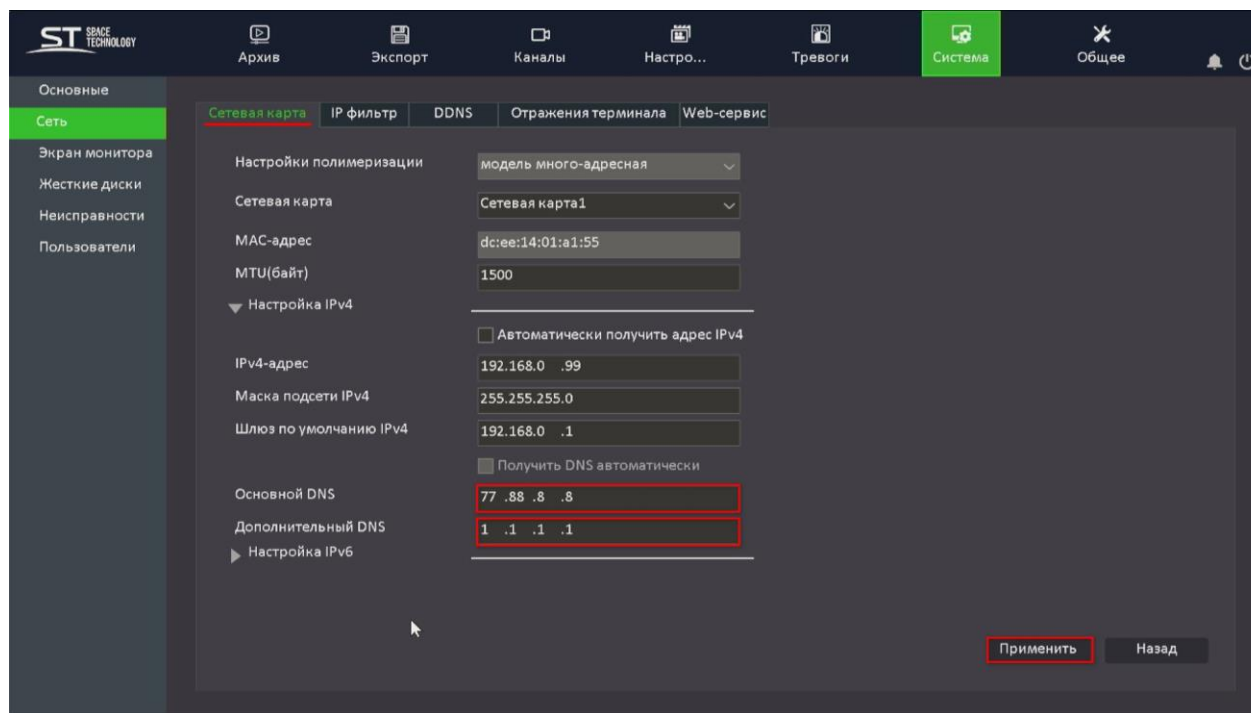 ST SPACE TECHNOLOGY
Архив Экспорт Каналы Настро... Тревоги Система Общее
Основные
Сеть
Экран монитора
Жесткие диски
Неисправности
Пользователи
Сетевая карта IP фильтр DDNS Отражения терминала Web-сервис
Настройки полимеризации модель много-адресная
Сетевая карта Сетевая карта1
MAC-адрес dc:ee:14:01:a1:55
MTU(байт) 1500
Настройка IPv4
Автоматически получить адрес IPv4
IPv4-адрес 192.168.0 .99
Маска подсети IPv4 255.255.255.0
Шлюз по умолчанию IPv4 192.168.0 .1
Получить DNS автоматически
Основной DNS 77 .88 .8 .8
Дополнительный DNS 1 .1 .1 .1
Настройка IPv6
Применить Назад